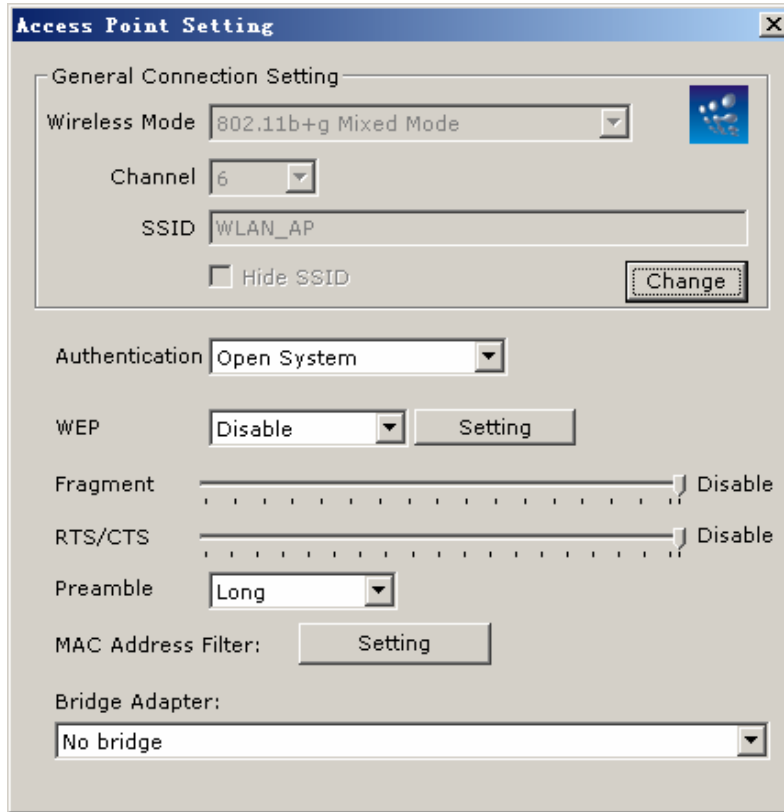 Access Point Setting
General Connection Setting
Wireless Mode 802.11b+g Mixed Mode
Channel 6
SSID WLAN_AP
Hide SSID Change
Authentication Open System
WEP Disable Setting
Fragment Disable
RTS/CTS Disable
Preamble Long
MAC Address Filter: Setting
Bridge Adapter:
No bridge